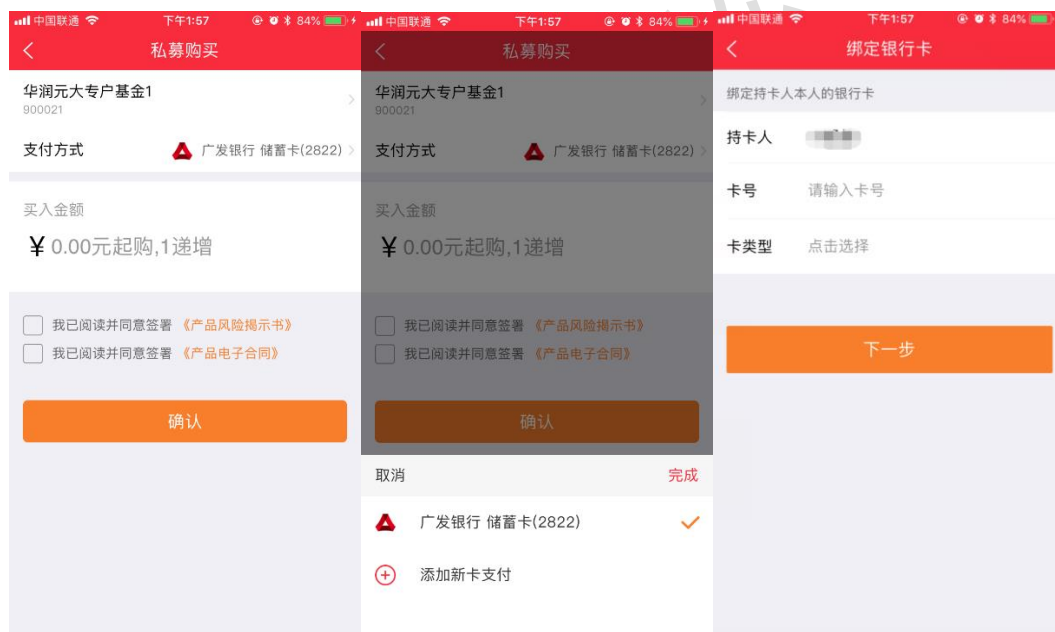 中国联通 下午1:57 84%
私募购买
华润元大专户基金1
900021
支付方式 广发银行 储蓄卡(2822)
买入金额
¥ 0.00元起购,1递增
我已阅读并同意签署 《产品风险揭示书》
我已阅读并同意签署 《产品电子合同》
确认
中国联通 下午1:57 84%
私募购买
华润元大专户基金1
900021
支付方式 广发银行 储蓄卡(2822)
买入金额
¥ 0.00元起购,1递增
我已阅读并同意签署 《产品风险揭示书》
我已阅读并同意签署 《产品电子合同》
确认
取消 完成
广发银行 储蓄卡(2822)
添加新卡支付
中国联通 下午1:57 84%
绑定银行卡
绑定持卡人本人的银行卡
持卡人
卡号 请输入卡号
卡类型 点击选择
下一步